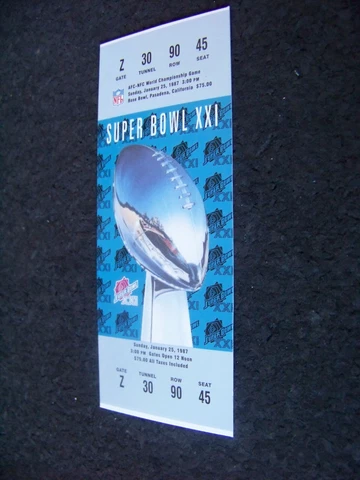 Z 30 90 45
GATE TUNNEL ROW SEAT
NFL
AFC-NFC World Championship Game
Sunday, January 25, 1987 3:00 PM
Rose Bowl, Pasadena, California $75.00
SUPER BOWL XXI
Sunday, January 25, 1987
3:00 PM: Gates Open 12 Noon
$75.00 All Taxes Included
GATE TUNNEL ROW SEAT
Z 30 90 45